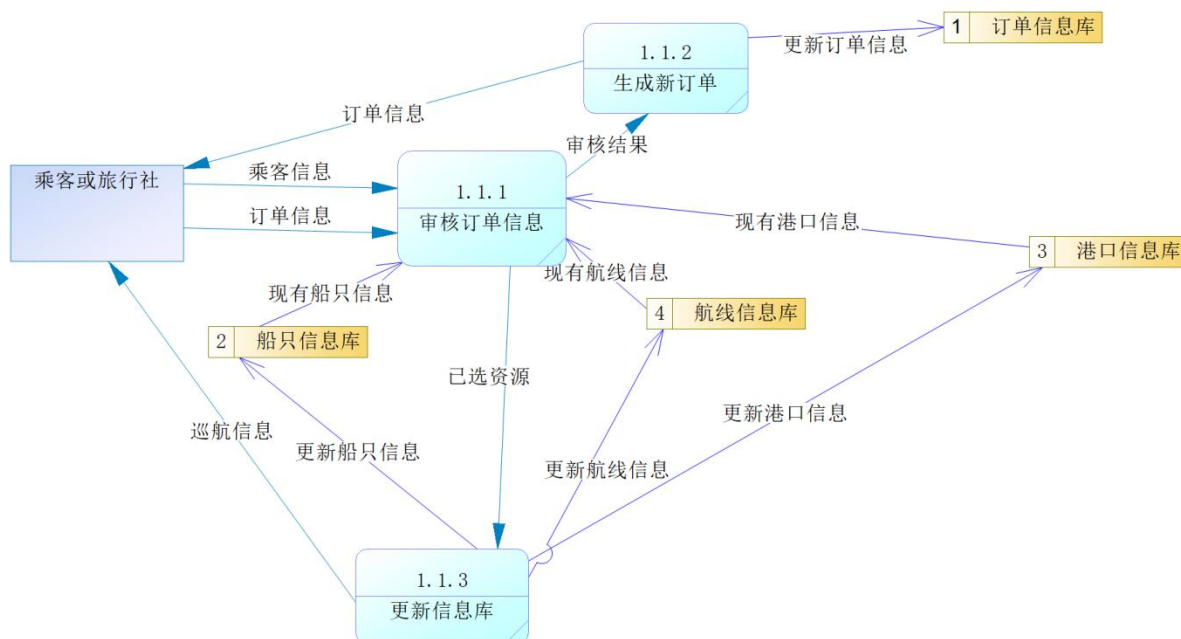 1.1.2
生成新订单
1 订单信息库
更新订单信息
订单信息
审核结果
乘客或旅行社
乘客信息
1.1.1
订单信息
审核订单信息
现有港口信息
3 港口信息库
现有航线信息
现有船只信息
4 航线信息库
2 船只信息库
已选资源
更新港口信息
巡航信息
更新船只信息
更新航线信息
1.1.3
更新信息库